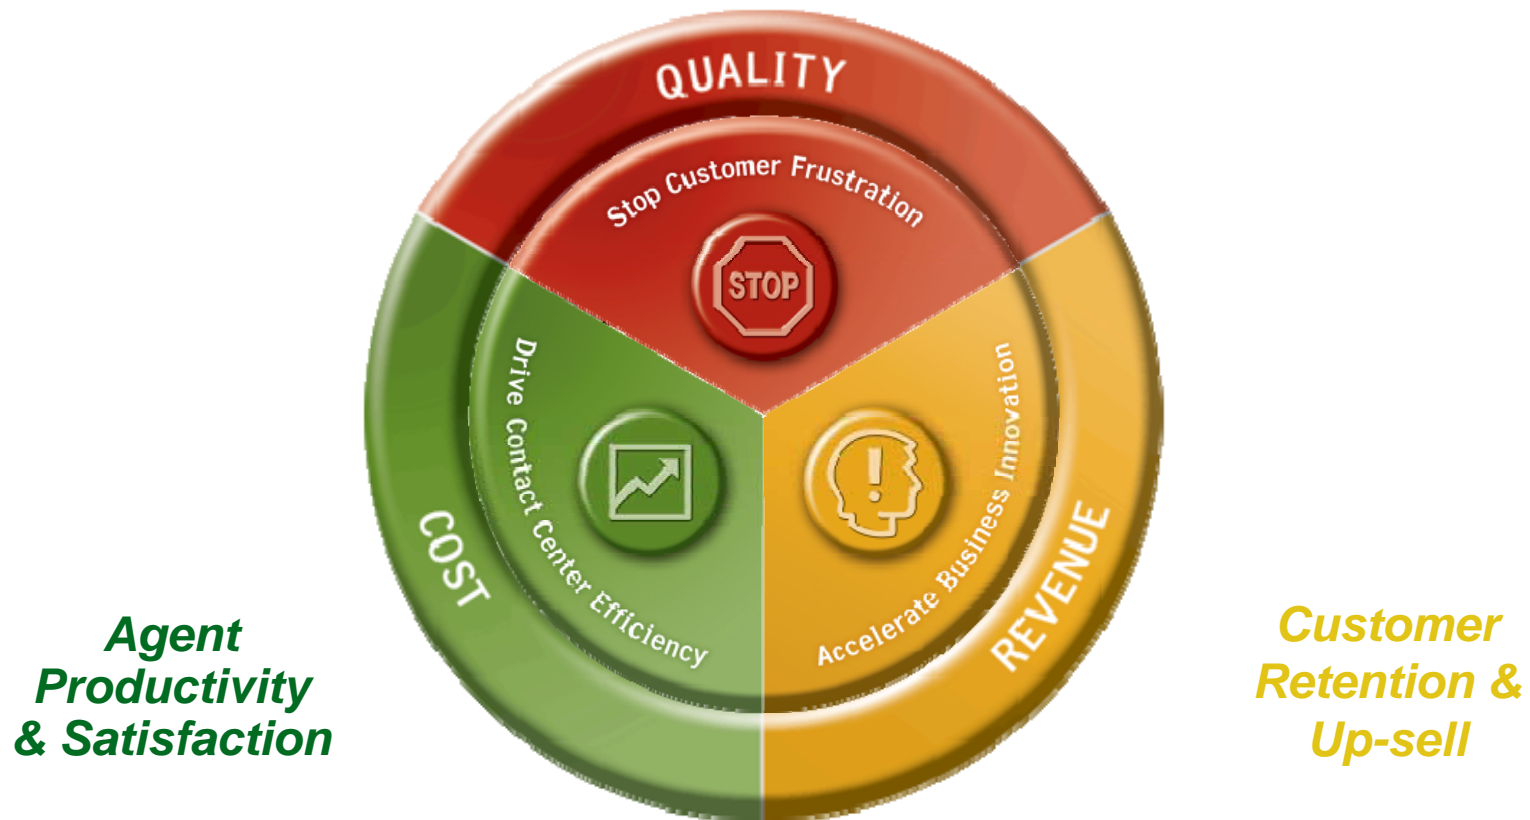 QUALITY
Stop Customer Frustration
STOP
Drive Contact Center Efficiency
COST
Accelerate Business Innovation
REVENUE
Agent
Productivity
& Satisfaction
Customer
Retention &
Up-sell